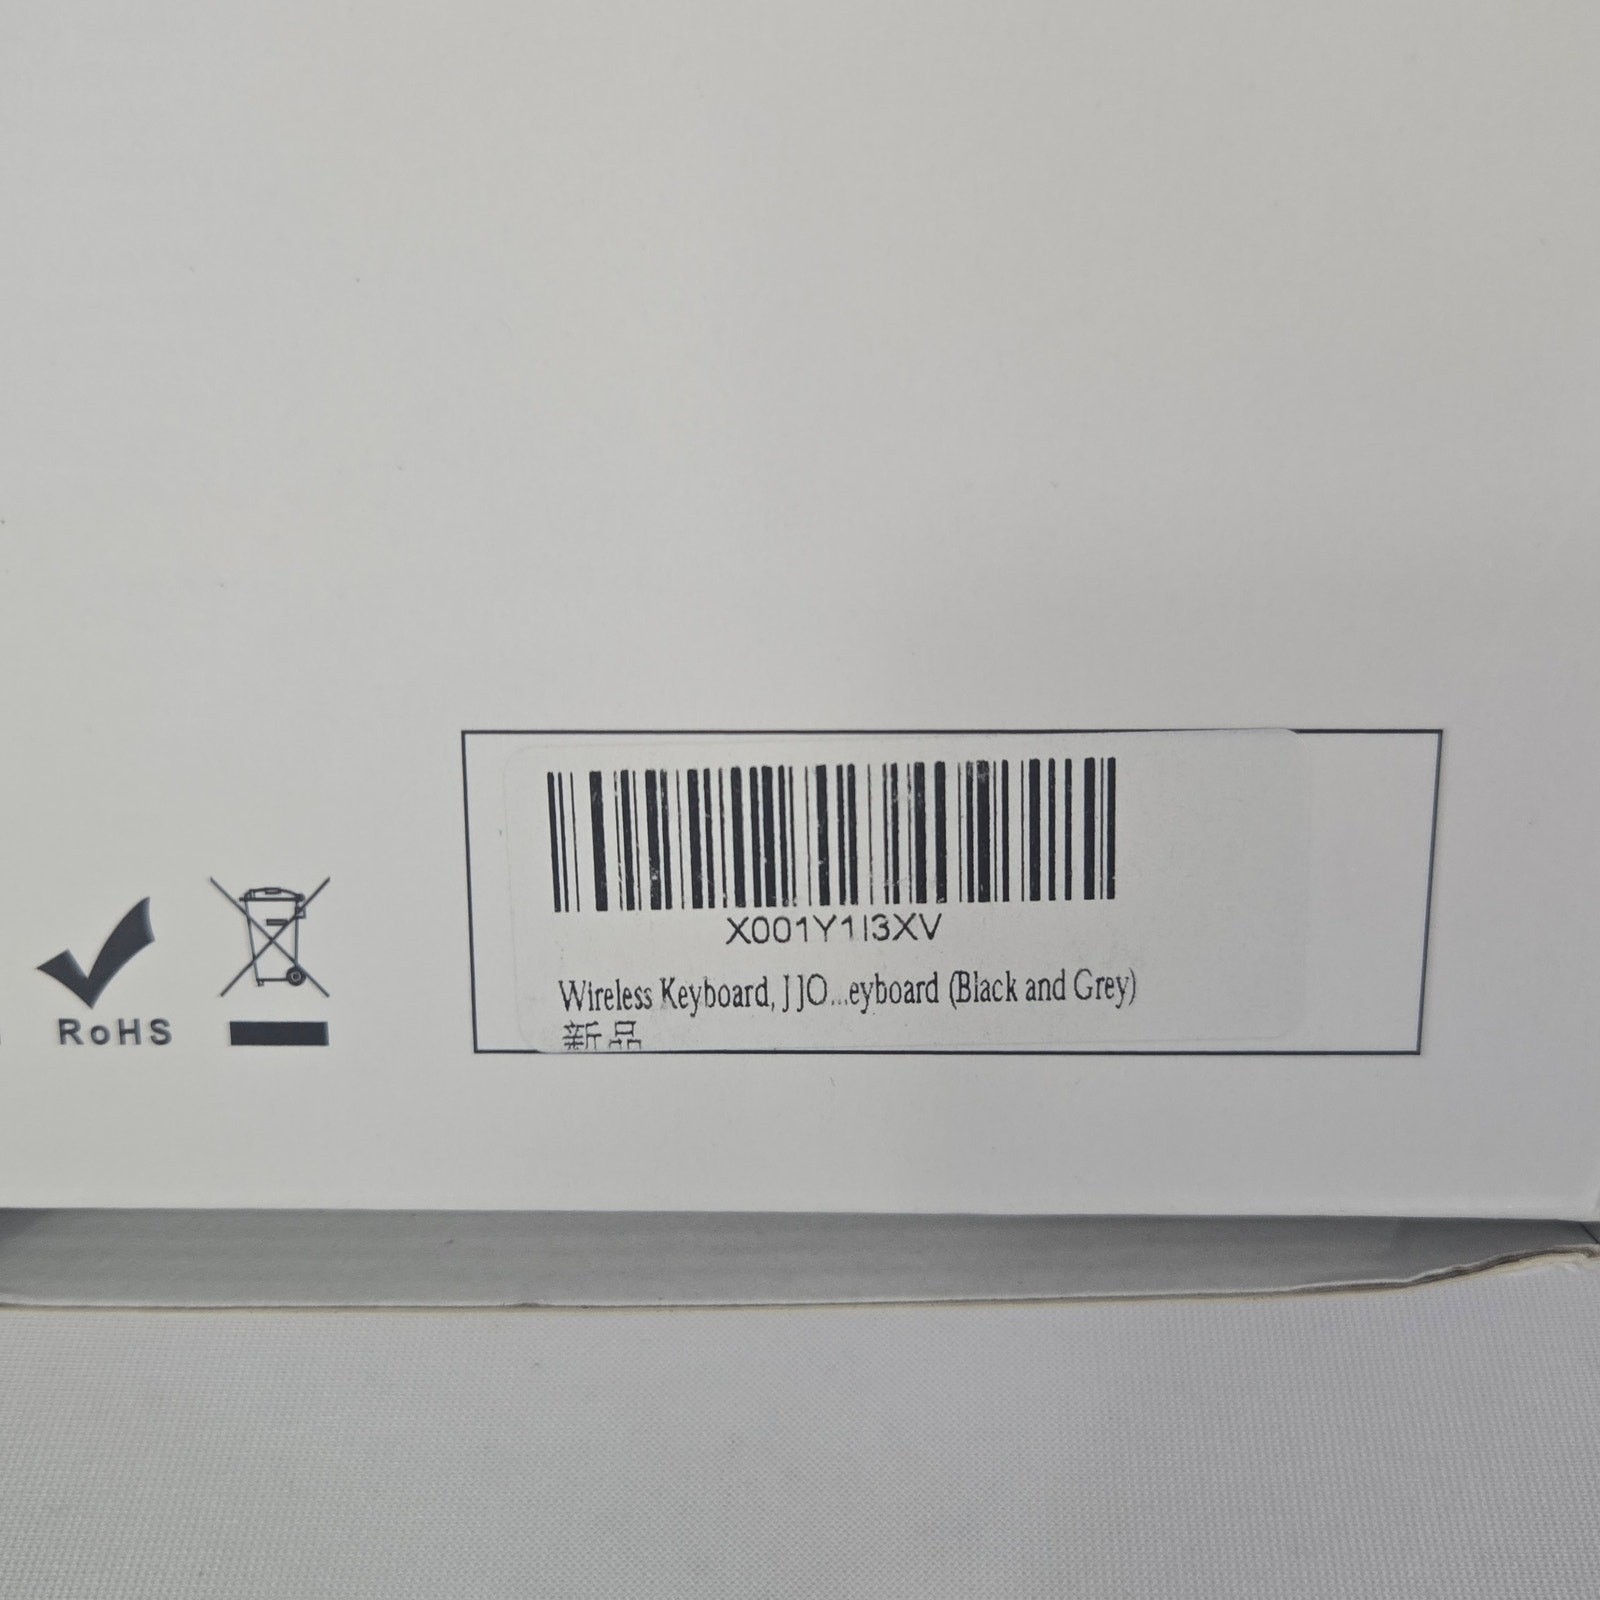 X001Y1I3XV
Wireless Keyboard, J JO...eyboard (Black and Grey)
新品
RoHS